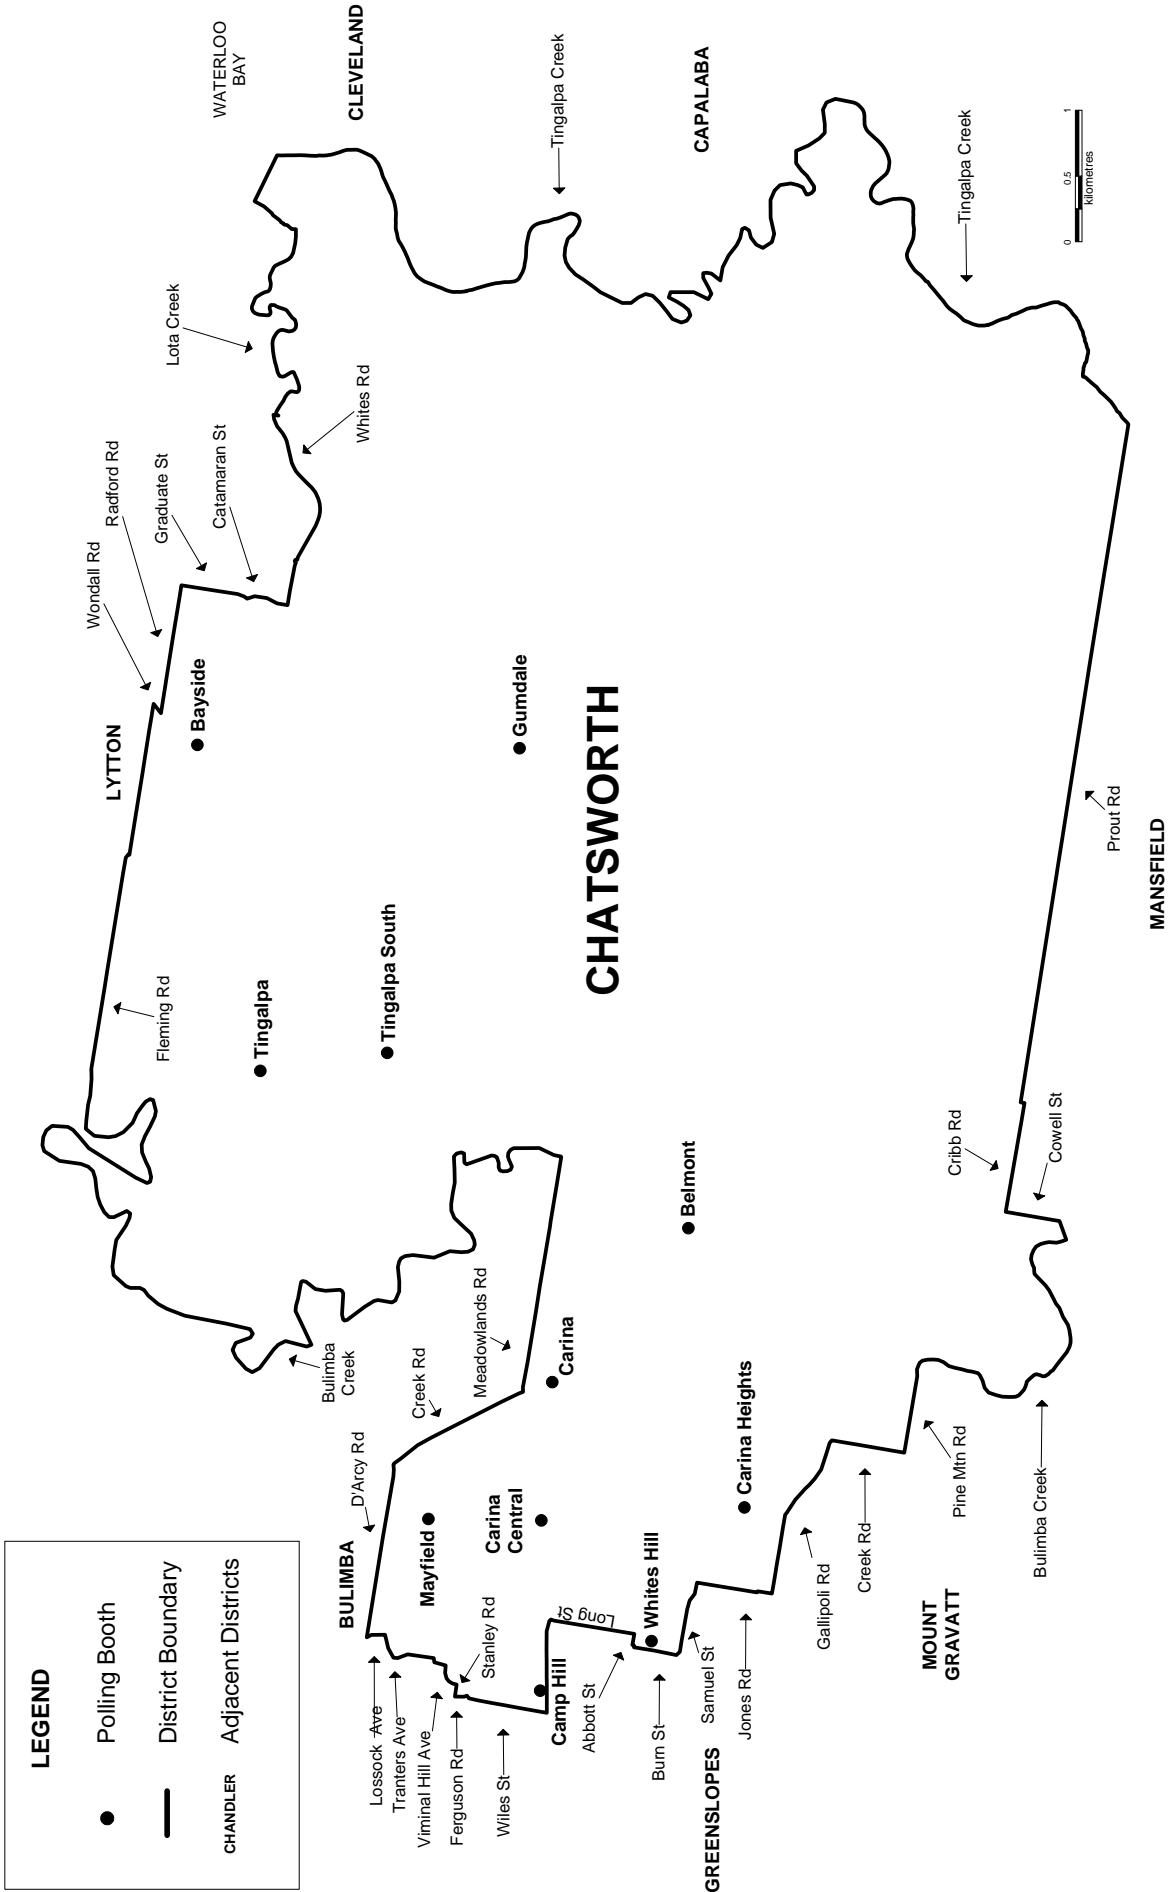 LEGEND
Polling Booth
District Boundary
CHANDLER
Adjacent Districts
WATERLOO
BAY
CLEVELAND
Tingalpa Creek
CAPALABA
Tingalpa Creek
0
0.5
1
kilometres
Lota Creek
Whites Rd
Catamaran St
Graduate St
Radford Rd
Wondall Rd
LYTTON
Bayside
Gumdale
CHATSWORTH
Fleming Rd
Tingalpa
Tingalpa South
Prout Rd
MANSFIELD
Cribb Rd
Cowell St
Belmont
Bulimba
Creek
Meadowlands Rd
Creek Rd
Carina
D'Arcy Rd
BULIMBA
Mayfield
Carina
Central
Carina Heights
Whites Hill
Long St
Stanley Rd
Camp Hill
Lossock Ave
Tranters Ave
Viminal Hill Ave
Ferguson Rd
Wiles St
Abbott St
Burn St
Samuel St
Jones Rd
GREENSLOPES
Gallipoli Rd
Creek Rd
Pine Mtn Rd
Bulimba Creek
MOUNT
GRAVATT